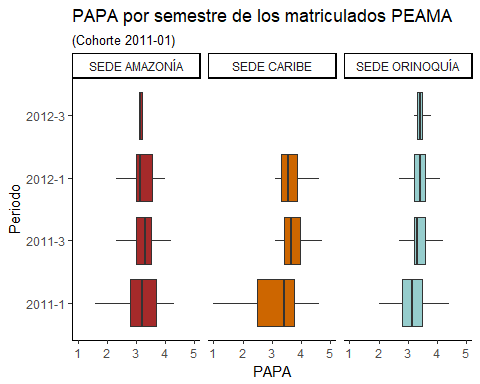 PAPA por semestre de los matriculados PEAMA
(Cohorte 2011-01)
SEDE AMAZONÍA SEDE CARIBE SEDE ORINOQUÍA
2012-3
2012-1
2011-3
2011-1
Periodo
1 2 3 4 5 1 2 3 4 5 1 2 3 4 5
PAPA